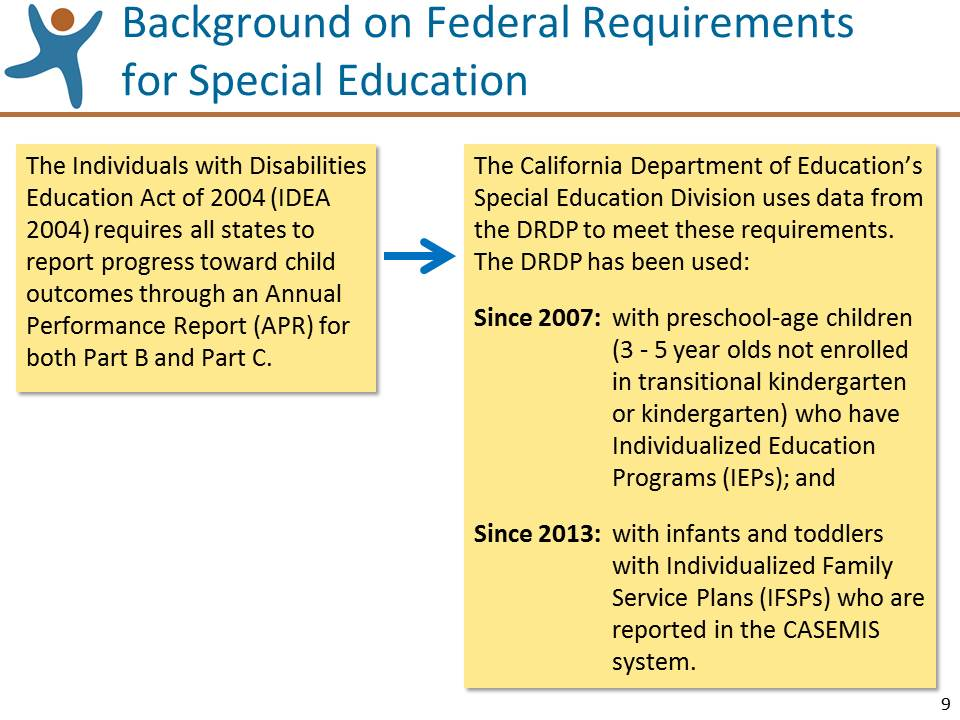 Background on Federal Requirements
for Special Education
The Individuals with Disabilities
Education Act of 2004 (IDEA
2004) requires all states to
report progress toward child
outcomes through an Annual
Performance Report (APR) for
both Part B and Part C.
The California Department of Education’s
Special Education Division uses data from
the DRDP to meet these requirements.
The DRDP has been used:
Since 2007: with preschool-age children
(3 - 5 year olds not enrolled
in transitional kindergarten
or kindergarten) who have
Individualized Education
Programs (IEPs); and
Since 2013: with infants and toddlers
with Individualized Family
Service Plans (IFSPs) who are
reported in the CASEMIS
system.
9